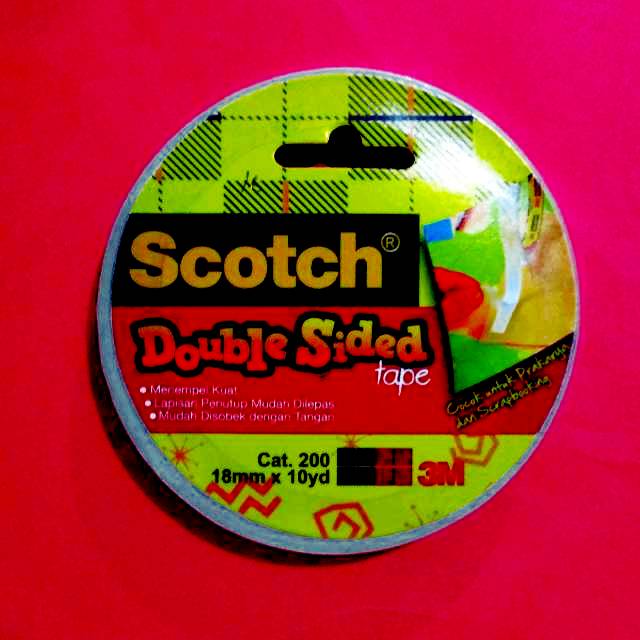 Scotch®
Double Sided
tape
• Menempel Kuat
• Lapisan Penutup Mudah Dilepas
• Mudah Disobek dengan Tangan
Cocok untuk Prakarya
dan Scrapbooking
Cat. 200
18mm x 10yd
3M